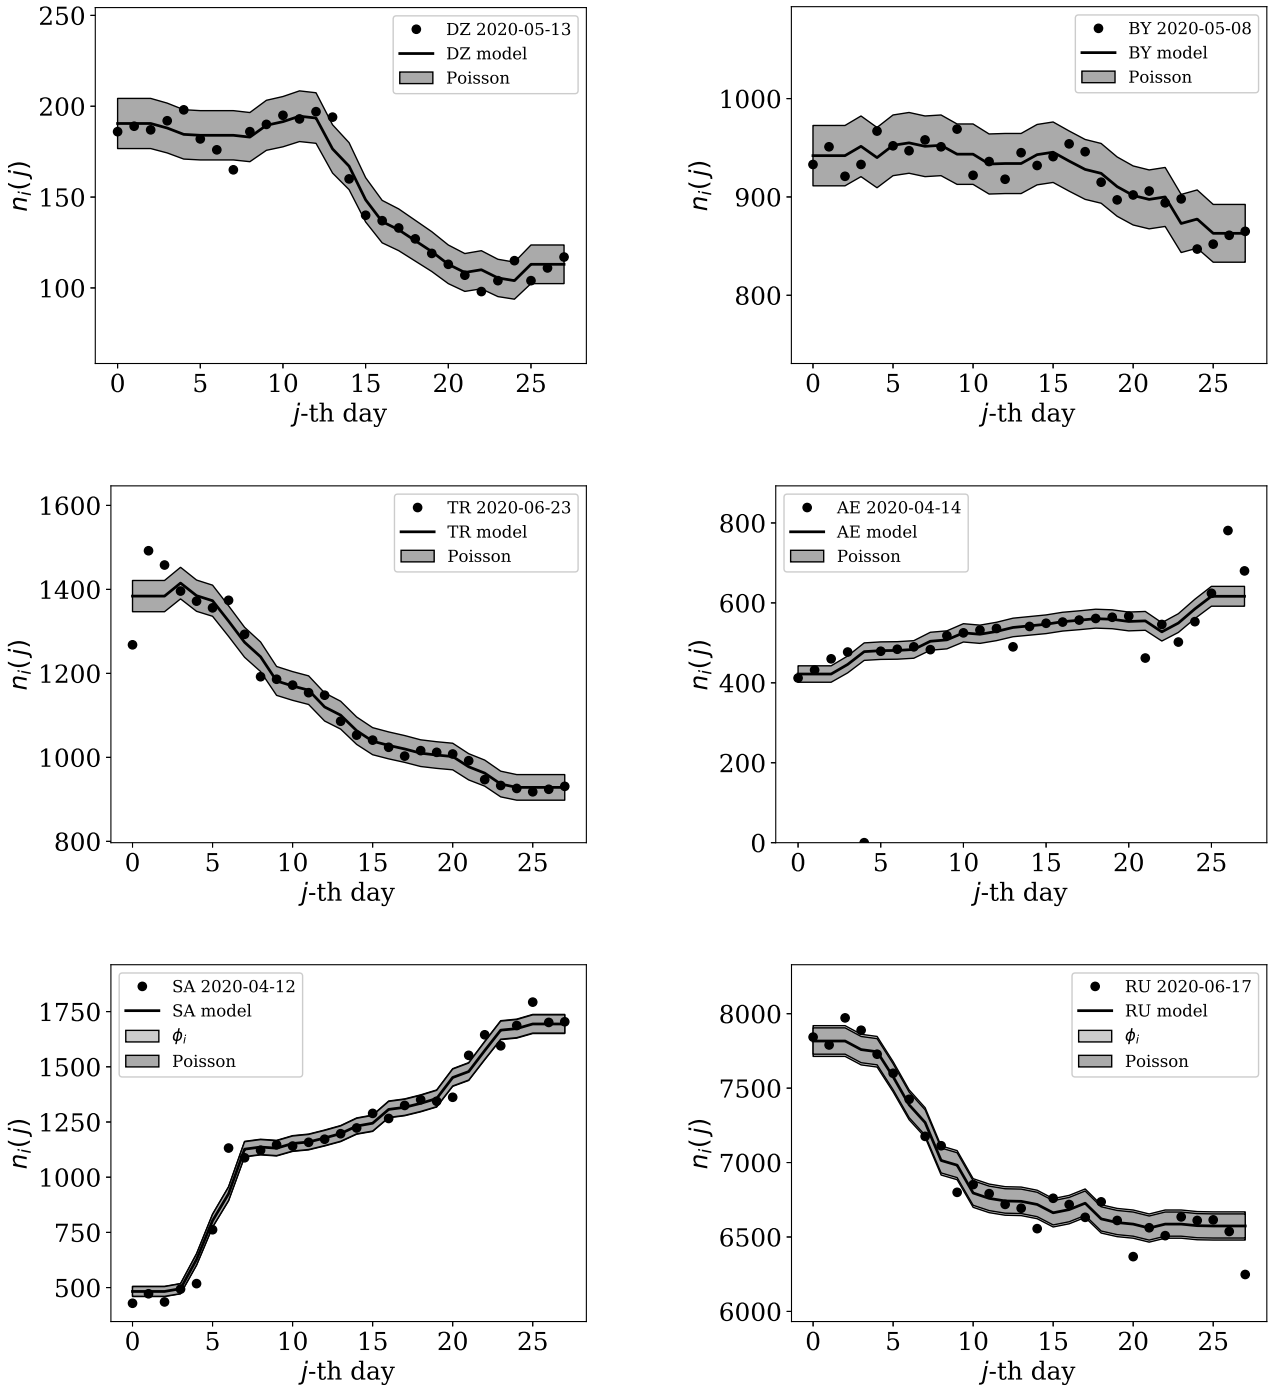 250
200
150
100
n_i(j)
DZ 2020-05-13
DZ model
Poisson
0 5 10 15 20 25
j-th day
1000
900
800
n_i(j)
BY 2020-05-08
BY model
Poisson
0 5 10 15 20 25
j-th day
1600
1400
1200
1000
800
n_i(j)
TR 2020-06-23
TR model
Poisson
0 5 10 15 20 25
j-th day
800
600
400
200
0
n_i(j)
AE 2020-04-14
AE model
Poisson
0 5 10 15 20 25
j-th day
1750
1500
1250
1000
750
500
n_i(j)
SA 2020-04-12
SA model
ϕ_i
Poisson
0 5 10 15 20 25
j-th day
8000
7500
7000
6500
6000
n_i(j)
RU 2020-06-17
RU model
ϕ_i
Poisson
0 5 10 15 20 25
j-th day